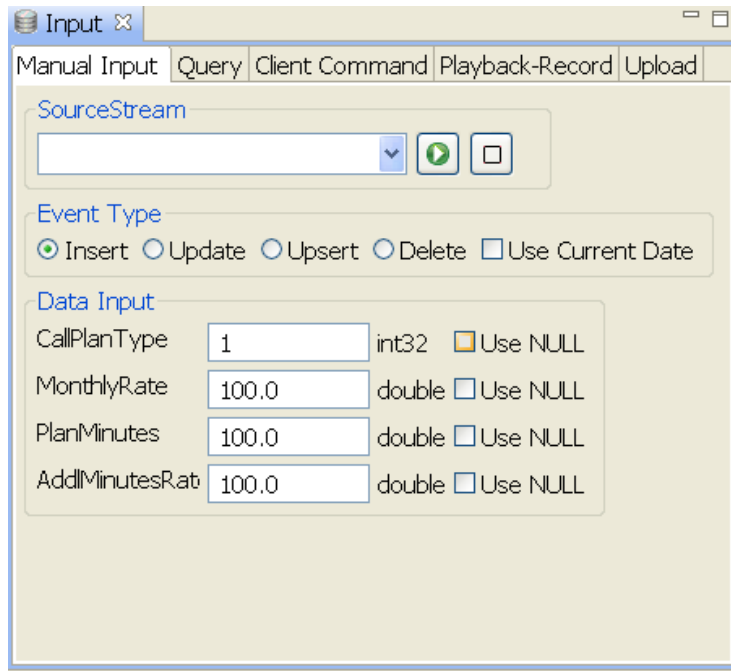 Input
Manual Input Query Client Command Playback-Record Upload
SourceStream
Event Type
Insert Update Upsert Delete Use Current Date
Data Input
CallPlanType 1 int32 Use NULL
MonthlyRate 100.0 double Use NULL
PlanMinutes 100.0 double Use NULL
AddlMinutesRat 100.0 double Use NULL